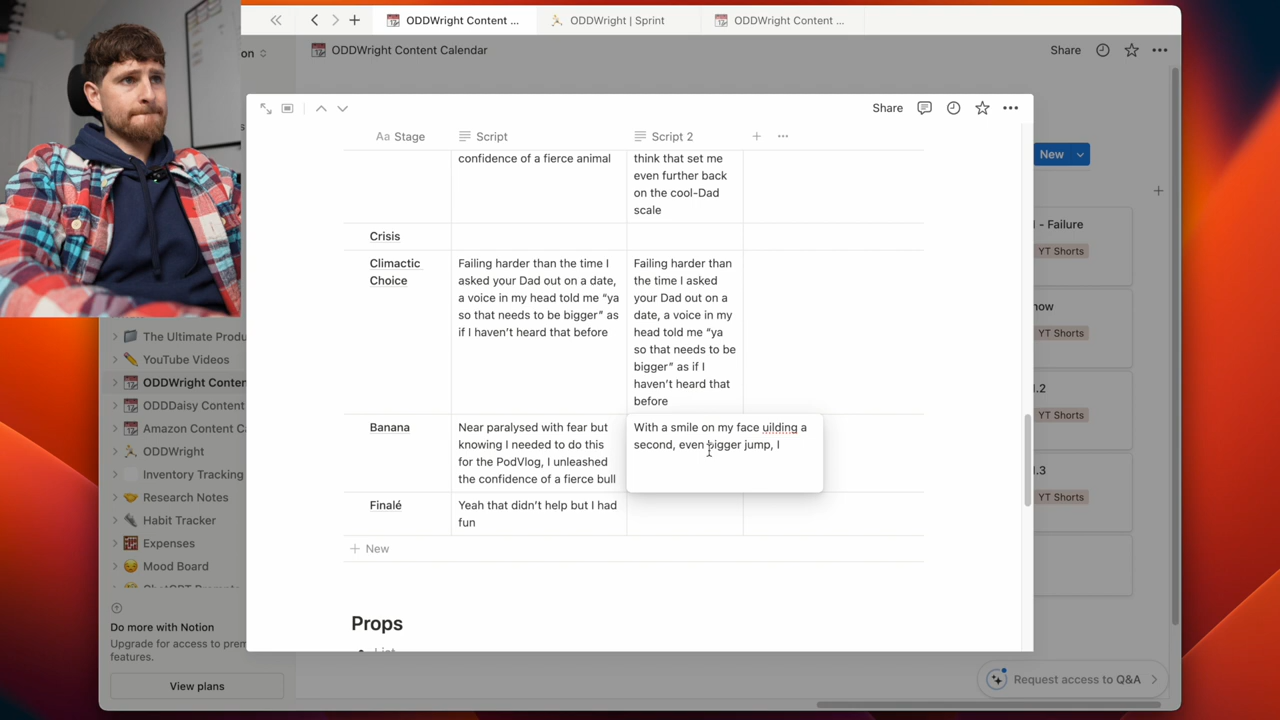 ODDWright Content ...
ODDWright | Sprint
ODDWright Content ...
on
ODDWright Content Calendar
Share
Share
Aa Stage
Script
Script 2
New
confidence of a fierce animal
think that set me
even further back
on the cool-Dad
scale
- Failure
YT Shorts
Crisis
Climactic
Choice
Failing harder than the time I
asked your Dad out on a date,
a voice in my head told me “ya
so that needs to be bigger” as
if I haven’t heard that before
Failing harder than
the time I asked
your Dad out on a
date, a voice in my
head told me “ya
so that needs to be
bigger” as if I
haven’t heard that
before
now
YT Shorts
The Ultimate Produ
YouTube Videos
ODDWright Conten
ODDDaisy Content
Amazon Content Ca
ODDWright
Inventory Tracking
Research Notes
Habit Tracker
Expenses
Mood Board
.2
YT Shorts
Banana
Near paralysed with fear but
knowing I needed to do this
for the PodVlog, I unleashed
the confidence of a fierce bull
With a smile on my face uilding a
second, even bigger jump, I
.3
YT Shorts
Finalé
Yeah that didn’t help but I had
fun
+ New
Do more with Notion
Upgrade for access to prem
features.
View plans
Props
List
Request access to Q&A